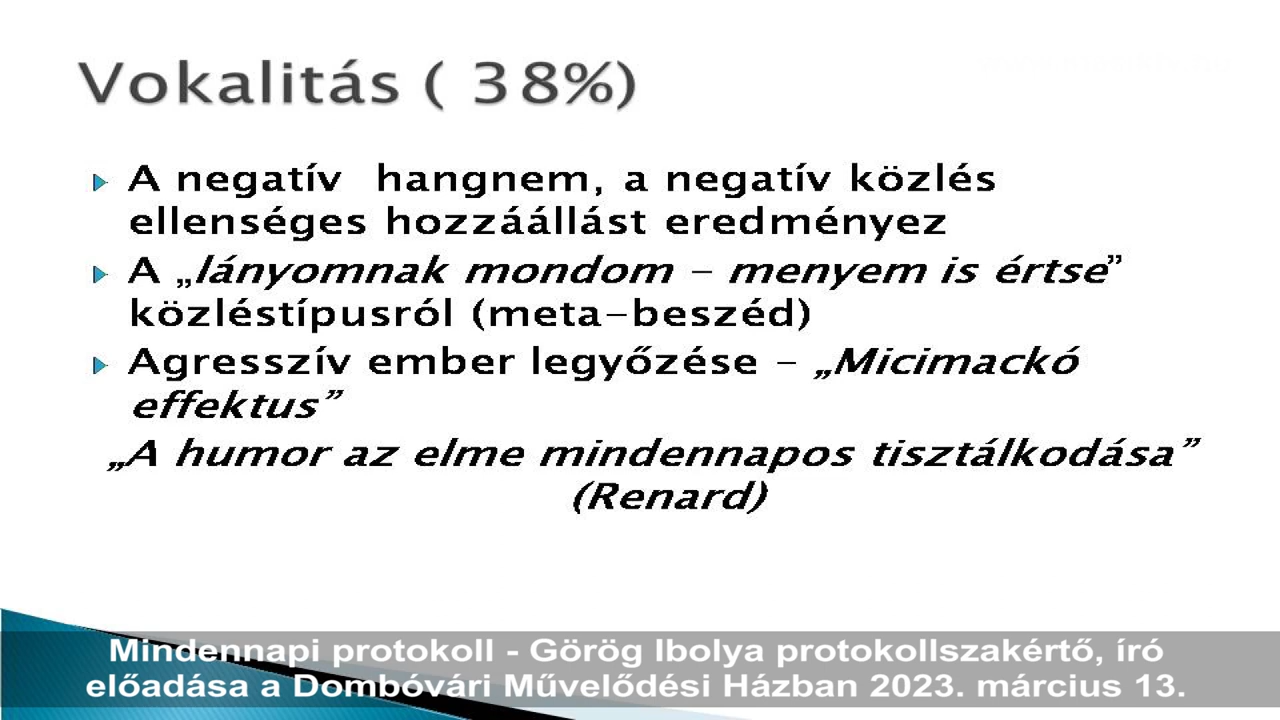 Vokalitás ( 38%)
A negatív  hangnem, a negatív közlés
ellenséges hozzáállást eredményez
A „lányomnak mondom – menyem is értse”
közléstípusról (meta-beszéd)
Agresszív ember legyőzése – „Micimackó
effektus”
„A humor az elme mindennapos tisztálkodása”
(Renard)
Mindennapi protokoll - Görög Ibolya protokollszakértő, író
előadása a Dombóvári Művelődési Házban 2023. március 13.